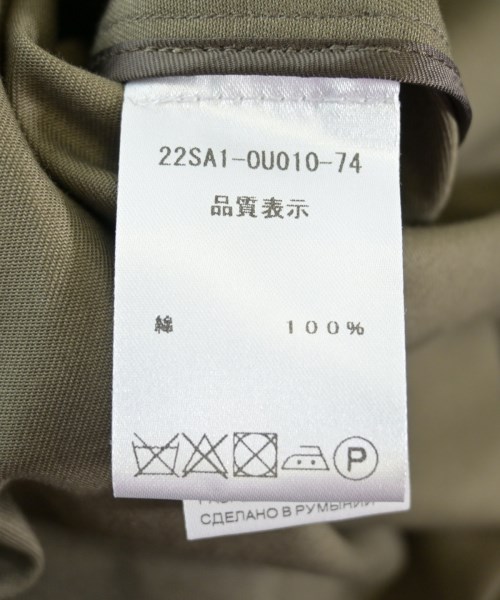 22SA1-0U010-74
品質表示
綿 100%
P
СДЕЛАНО В РУМЫНИИ